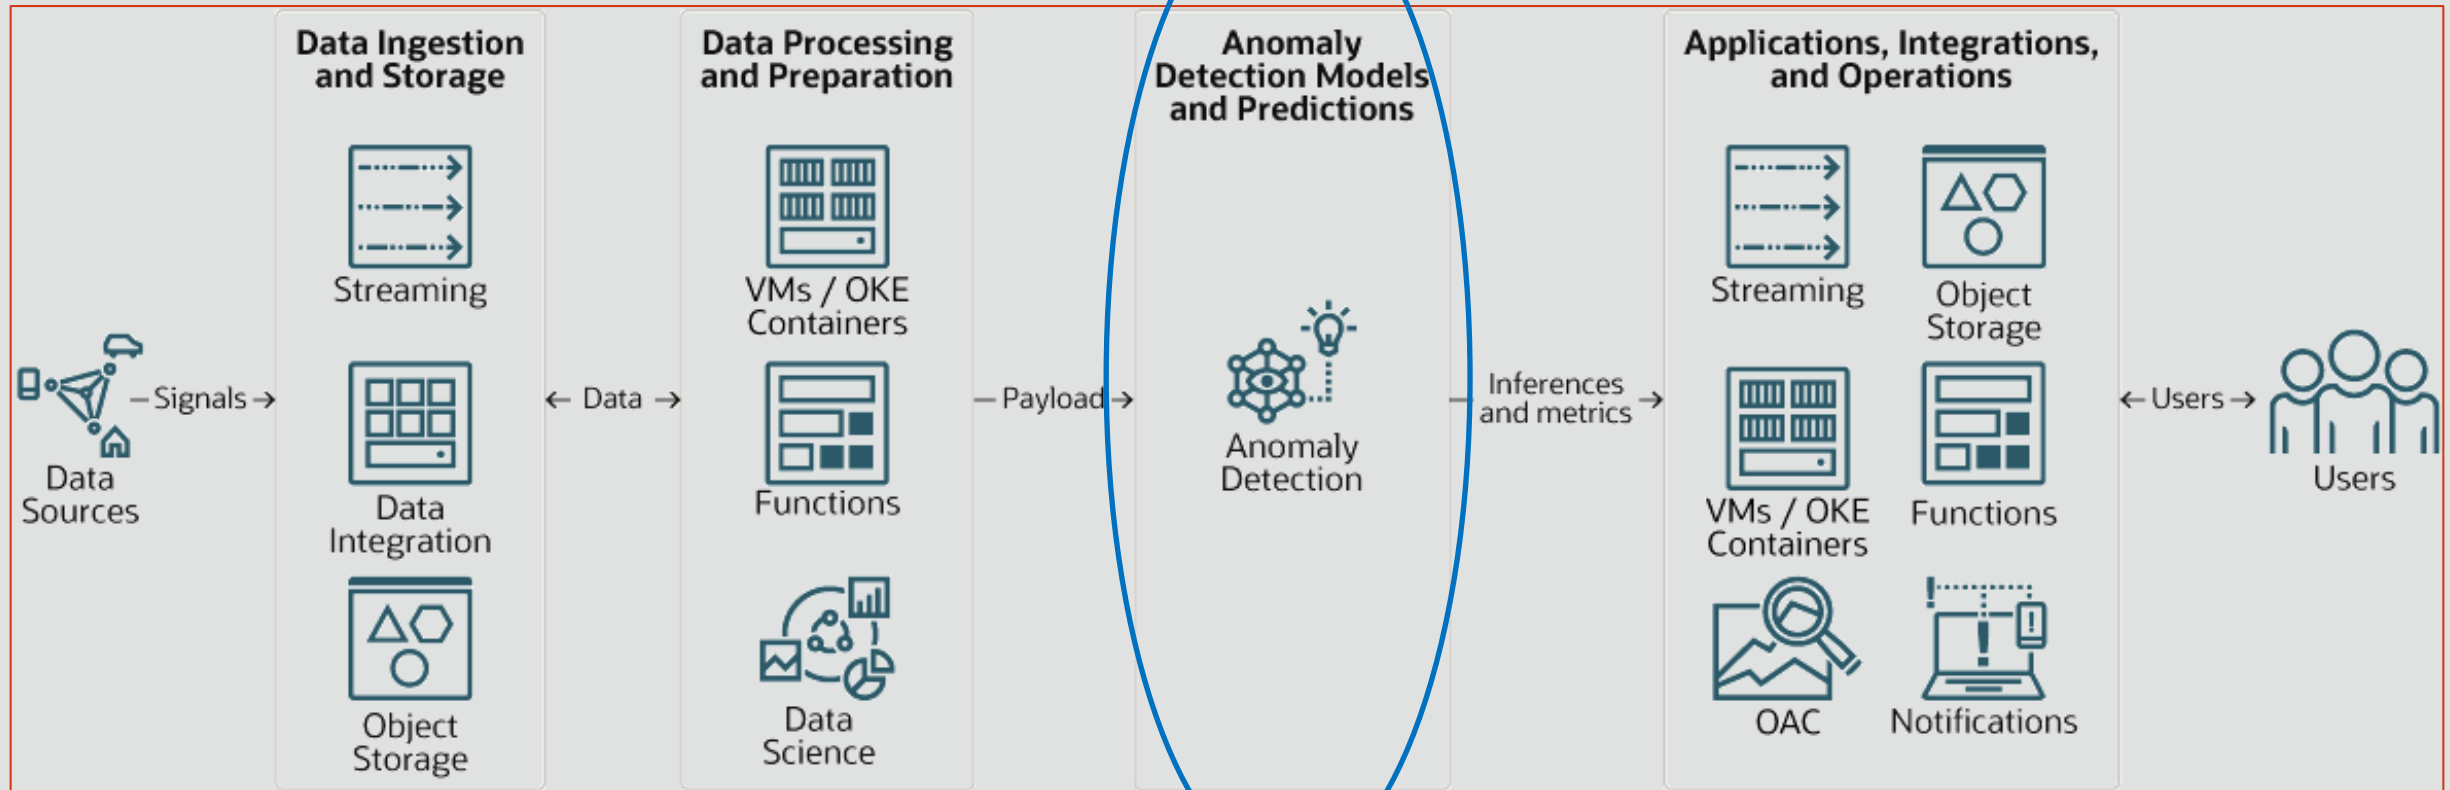 Data Sources
Signals
Data Ingestion
and Storage
Streaming
Data
Integration
Object
Storage
Data
Data Processing
and Preparation
VMs / OKE
Containers
Functions
Data
Science
Payload
Anomaly
Detection Models
and Predictions
Anomaly
Detection
Inferences
and metrics
Applications, Integrations,
and Operations
Streaming
Object
Storage
VMs / OKE
Containers
Functions
OAC
Notifications
Users
Users